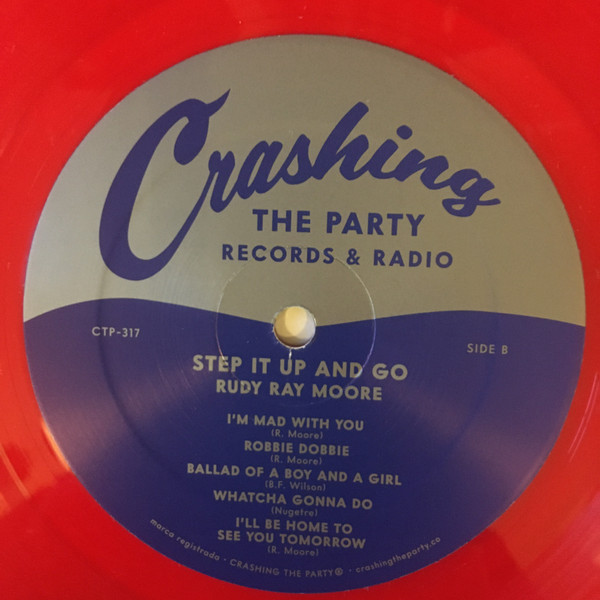 Crashing
THE PARTY
RECORDS & RADIO
CTP-317
SIDE B
STEP IT UP AND GO
RUDY RAY MOORE
I'M MAD WITH YOU
(R. Moore)
ROBBIE DOBBIE
(R. Moore)
BALLAD OF A BOY AND A GIRL
(B.F. Wilson)
WHATCHA GONNA DO
(Nugetre)
I'LL BE HOME TO
SEE YOU TOMORROW
(R. Moore)
marca registrada · CRASHING THE PARTY® · crashingtheparty.co